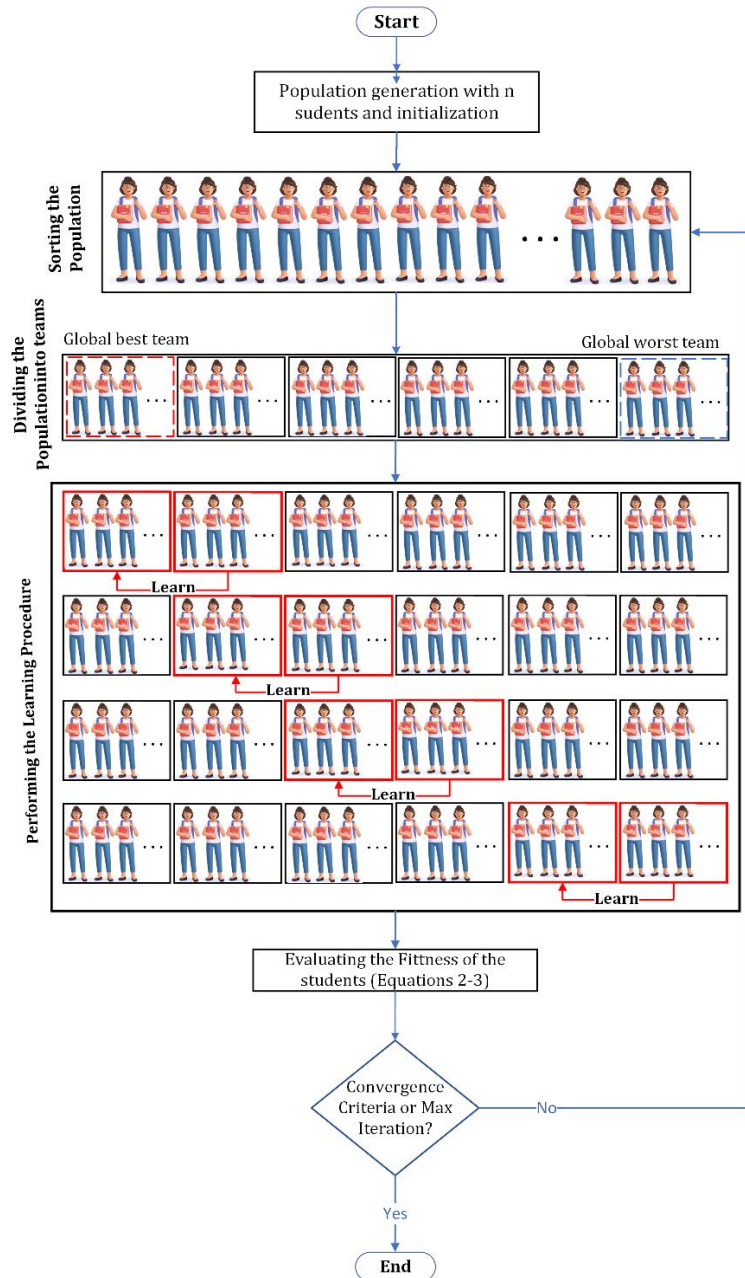 Start
Population generation with n
sudents and initialization
Sorting the
Population
...
Dividing the
Populationinto teams
Global best team
Global worst team
... ... ... ... ... ...
Performing the Learning Procedure
... ... ... ... ... ...
Learn
... ... ... ... ... ...
Learn
... ... ... ... ... ...
Learn
... ... ... ... ... ...
Learn
Evaluating the Fittness of the
students (Equations 2-3)
Convergence
Criteria or Max
Iteration?
No
Yes
End